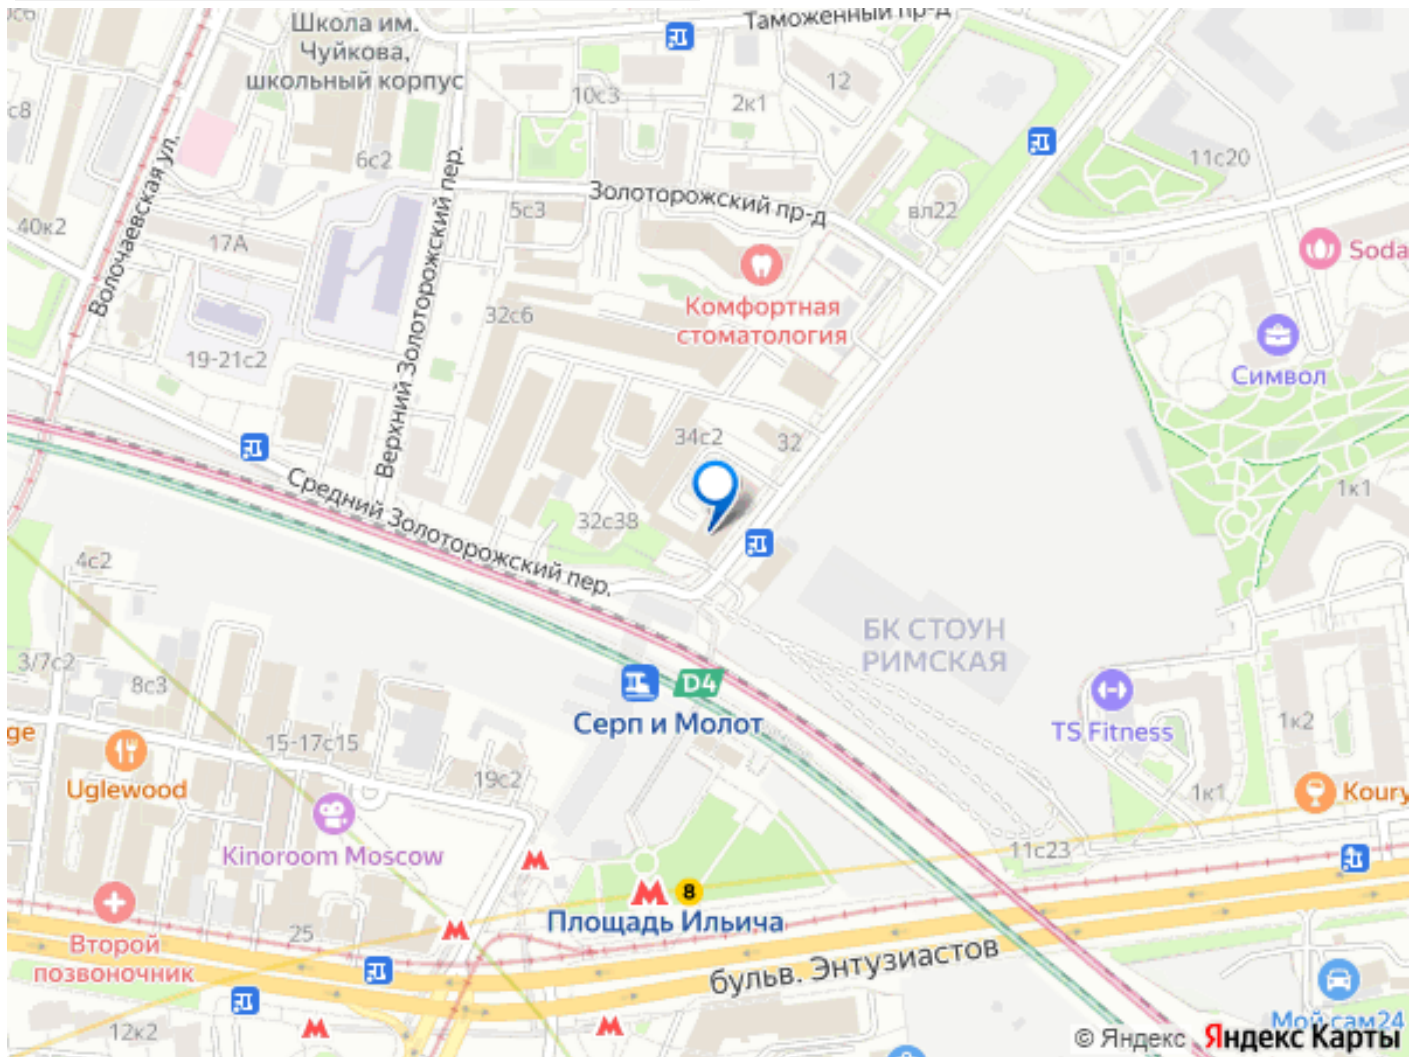 Школа им.
Чуйкова,
школьный корпус
Таможенный пр-д
12
10с3
2к1
с8
6с2
11с20
Волочаевская ул.
Верхний Золоторожский пер.
Золоторожский пр-д
5с3
вл22
40к2
17А
Soda
Комфортная
стоматология
32с6
19-21с2
Символ
34с2
32
1к1
Средний Золоторожский пер.
32с38
4с2
БК СТОУН
РИМСКАЯ
3/7с2
8с3
D4
Серп и Молот
TS Fitness
1к2
ge
15-17с15
Uglewood
19с2
1к1
Koury
Kinoroom Moscow
11с23
8
Площадь Ильича
25
Второй
позвоночник
бульв. Энтузиастов
12к2
Мой сам24
© Яндекс Яндекс Карты